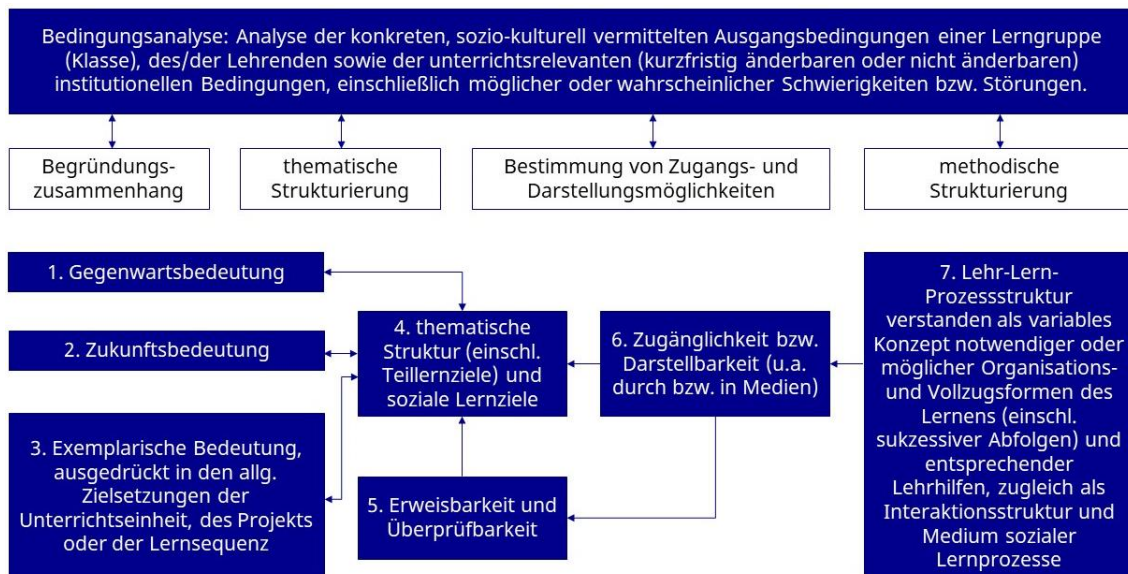 Bedingungsanalyse: Analyse der konkreten, sozio-kulturell vermittelten Ausgangsbedingungen einer Lerngruppe
(Klasse), des/der Lehrenden sowie der unterrichtsrelevanten (kurzfristig änderbaren oder nicht änderbaren)
institutionellen Bedingungen, einschließlich möglicher oder wahrscheinlicher Schwierigkeiten bzw. Störungen.
Begründungs-
zusammenhang
thematische
Strukturierung
Bestimmung von Zugangs- und
Darstellungsmöglichkeiten
methodische
Strukturierung
1. Gegenwartsbedeutung
2. Zukunftsbedeutung
3. Exemplarische Bedeutung,
ausgedrückt in den allg.
Zielsetzungen der
Unterrichtseinheit, des Projekts
oder der Lernsequenz
4. thematische
Struktur (einschl.
Teillernziele) und
soziale Lernziele
5. Erweisbarkeit und
Überprüfbarkeit
6. Zugänglichkeit bzw.
Darstellbarkeit (u.a.
durch bzw. in Medien)
7. Lehr-Lern-
Prozessstruktur
verstanden als variables
Konzept notwendiger oder
möglicher Organisations-
und Vollzugsformen des
Lernens (einschl.
sukzessiver Abfolgen) und
entsprechender
Lehrhilfen, zugleich als
Interaktionsstruktur und
Medium sozialer
Lernprozesse